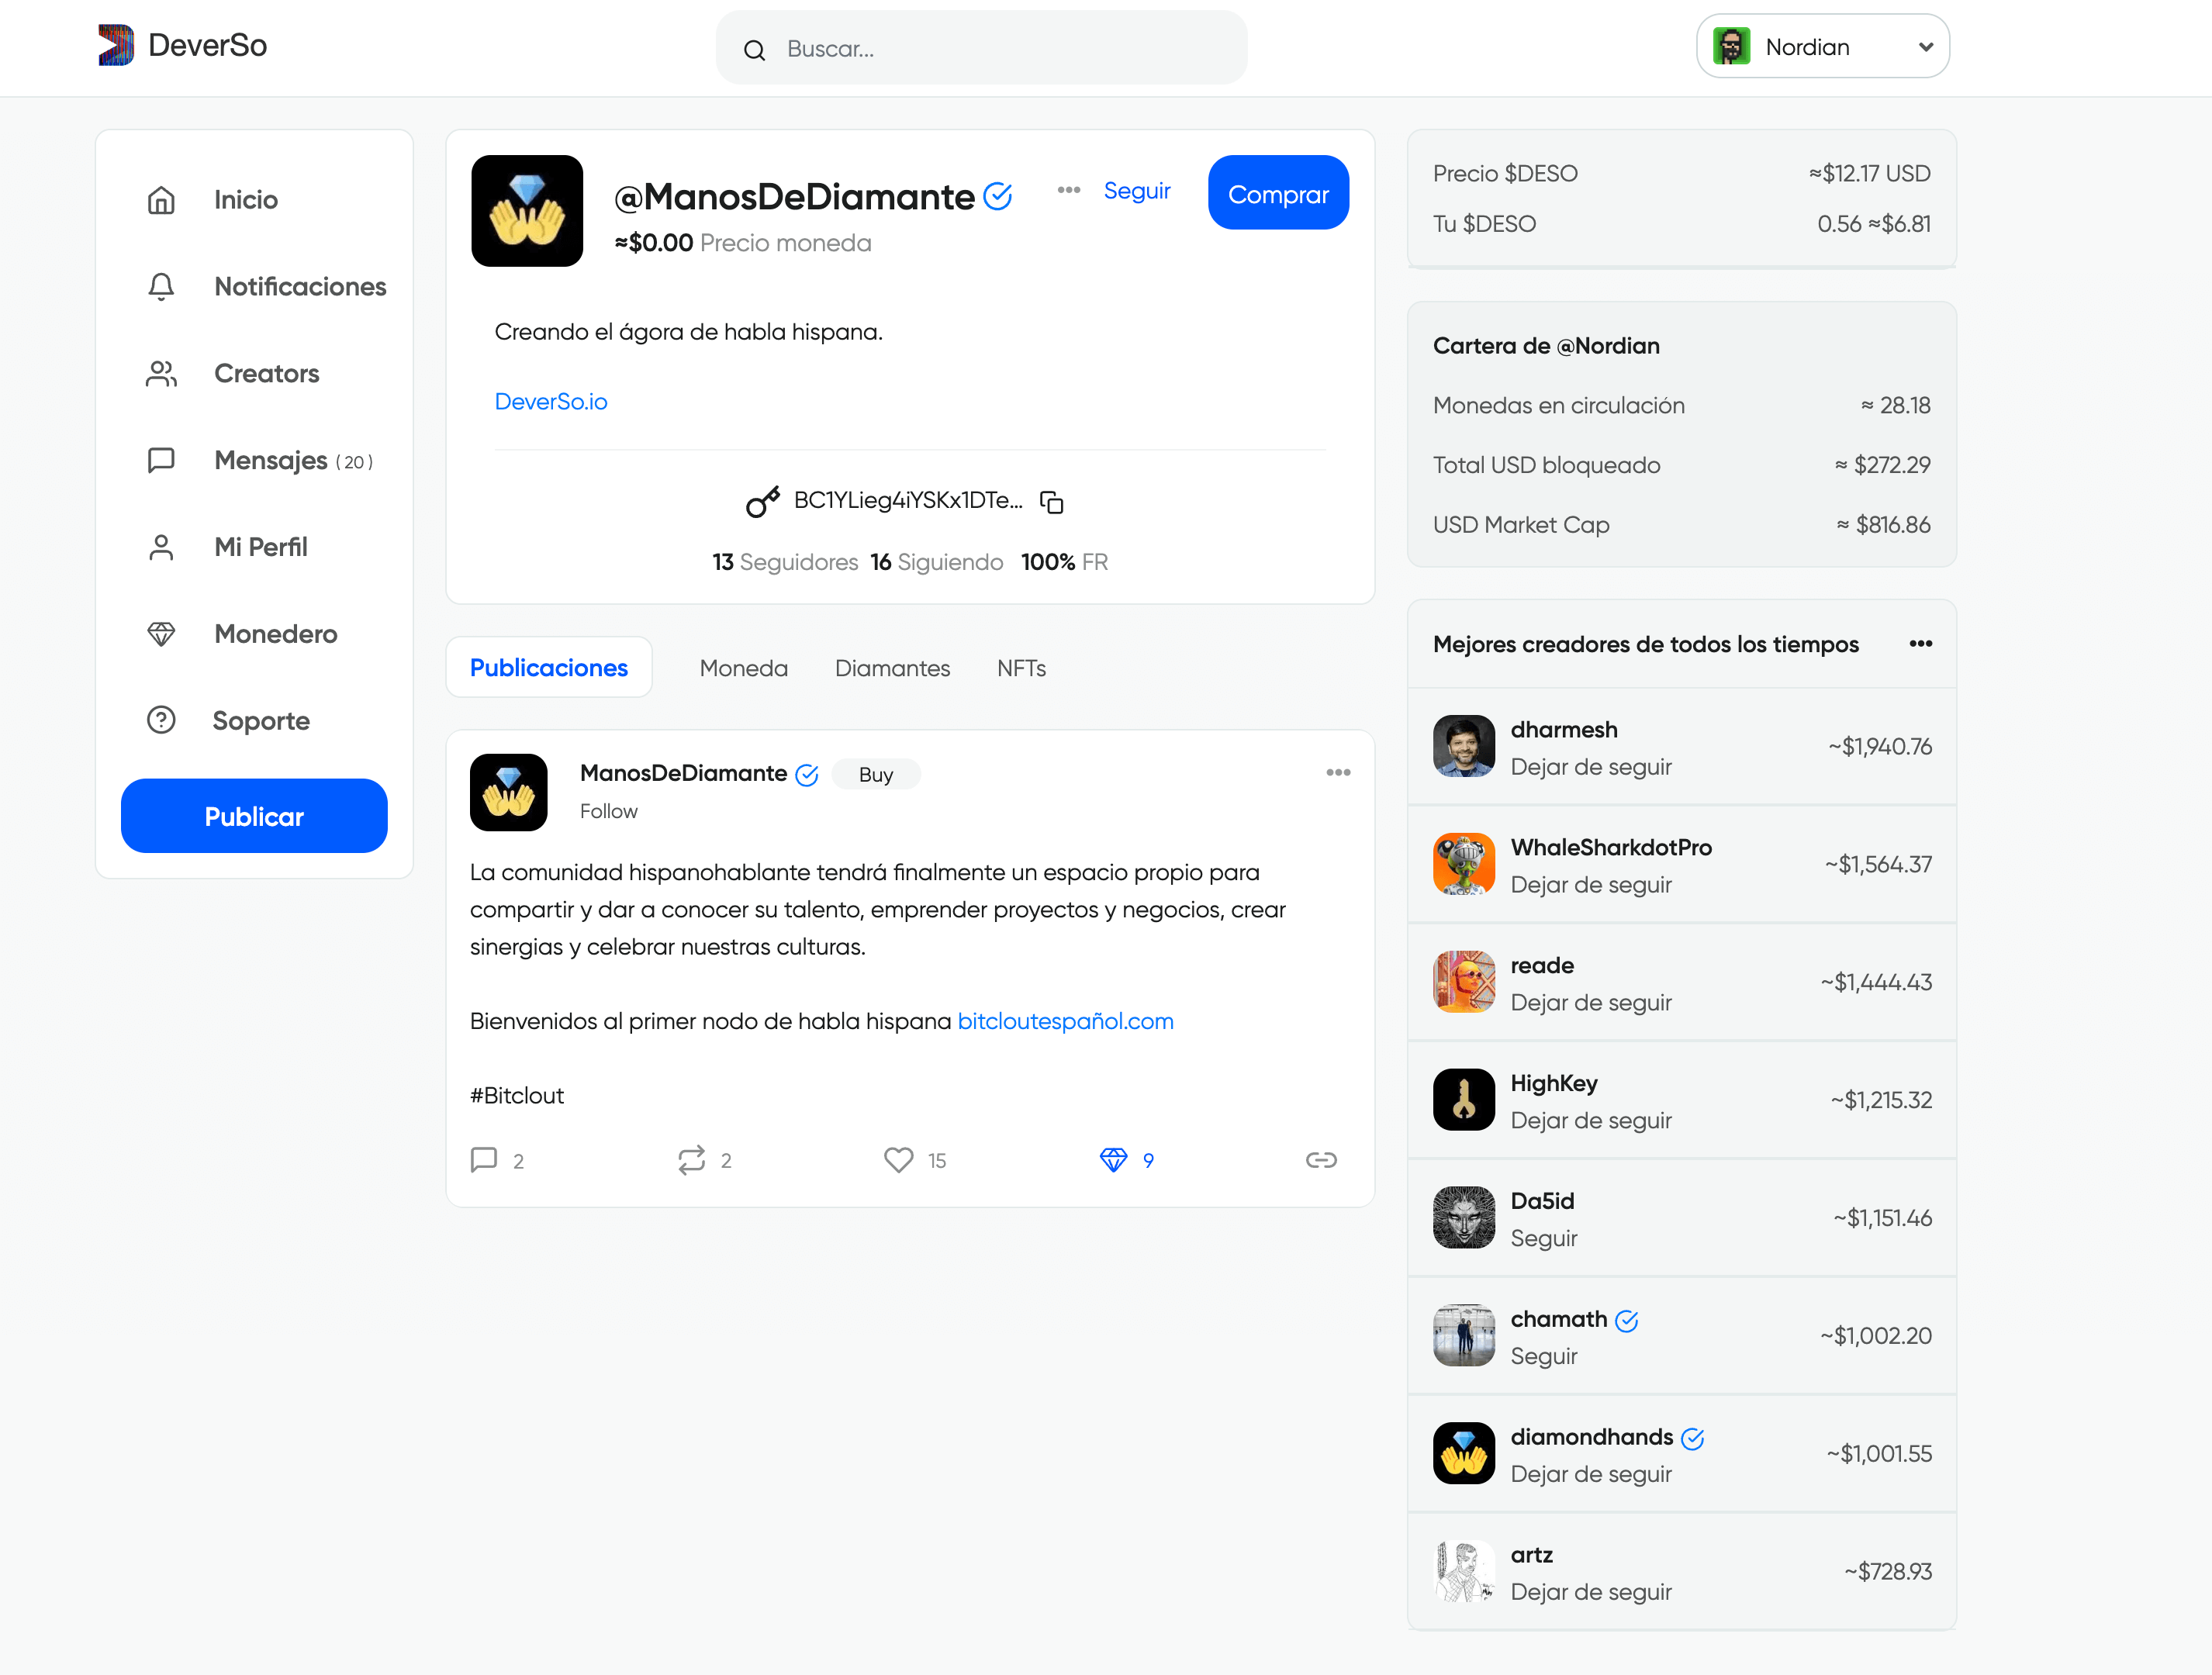 DeverSo
Buscar...
Nordian
Inicio
Notificaciones
Creators
Mensajes ( 20 )
Mi Perfil
Monedero
Soporte
Publicar
@ManosDeDiamante
≈$0.00 Precio moneda
Seguir
Comprar
Creando el ágora de habla hispana.
DeverSo.io
BC1YLieg4iYSKx1DTe...
13 Seguidores 16 Siguiendo 100% FR
Publicaciones Moneda Diamantes NFTs
ManosDeDiamante Buy
Follow
La comunidad hispanohablante tendrá finalmente un espacio propio para
compartir y dar a conocer su talento, emprender proyectos y negocios, crear
sinergias y celebrar nuestras culturas.
Bienvenidos al primer nodo de habla hispana bitcloutespañol.com
#Bitclout
2 2 15 9
Precio $DESO ≈$12.17 USD
Tu $DESO 0.56 ≈$6.81
Cartera de @Nordian
Monedas en circulación ≈ 28.18
Total USD bloqueado ≈ $272.29
USD Market Cap ≈ $816.86
Mejores creadores de todos los tiempos
dharmesh
Dejar de seguir
~$1,940.76
WhaleSharkdotPro
Dejar de seguir
~$1,564.37
reade
Dejar de seguir
~$1,444.43
HighKey
Dejar de seguir
~$1,215.32
Da5id
Seguir
~$1,151.46
chamath
Seguir
~$1,002.20
diamondhands
Dejar de seguir
~$1,001.55
artz
Dejar de seguir
~$728.93